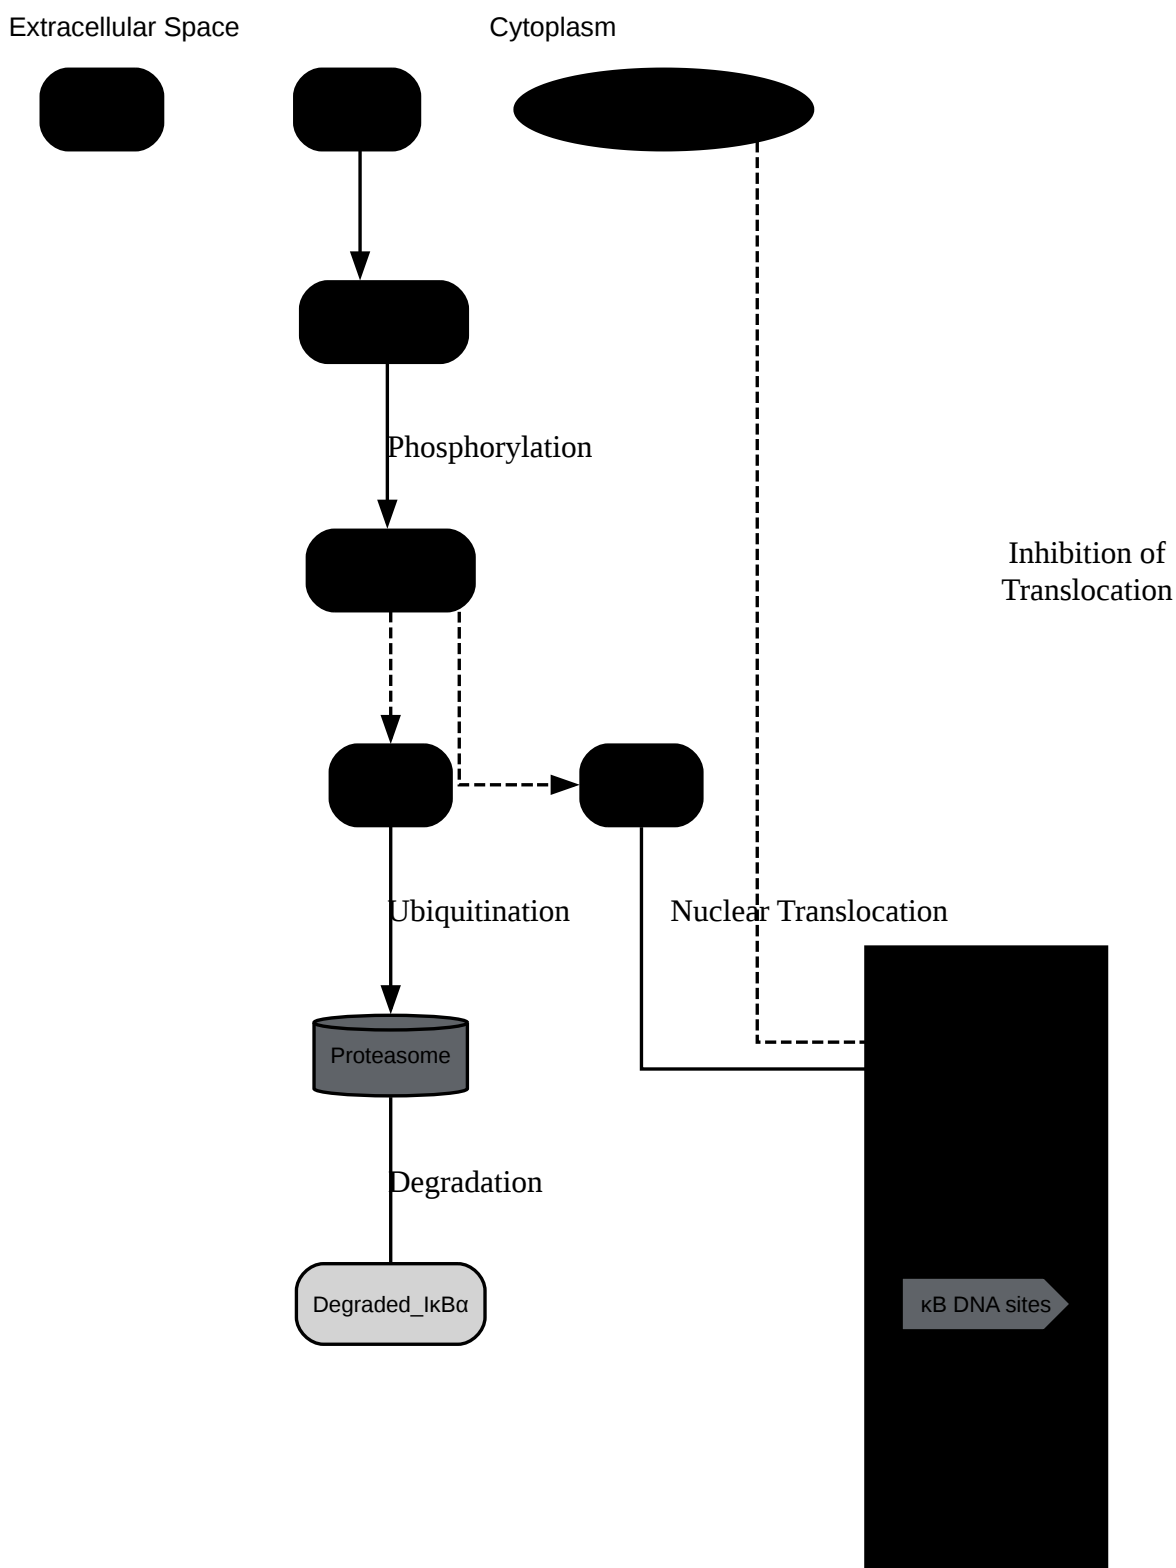 Extracellular Space
Cytoplasm
Phosphorylation
Inhibition of
Translocation
Ubiquitination
Nuclear Translocation
Proteasome
Degradation
Degraded_IκBα
κB DNA sites